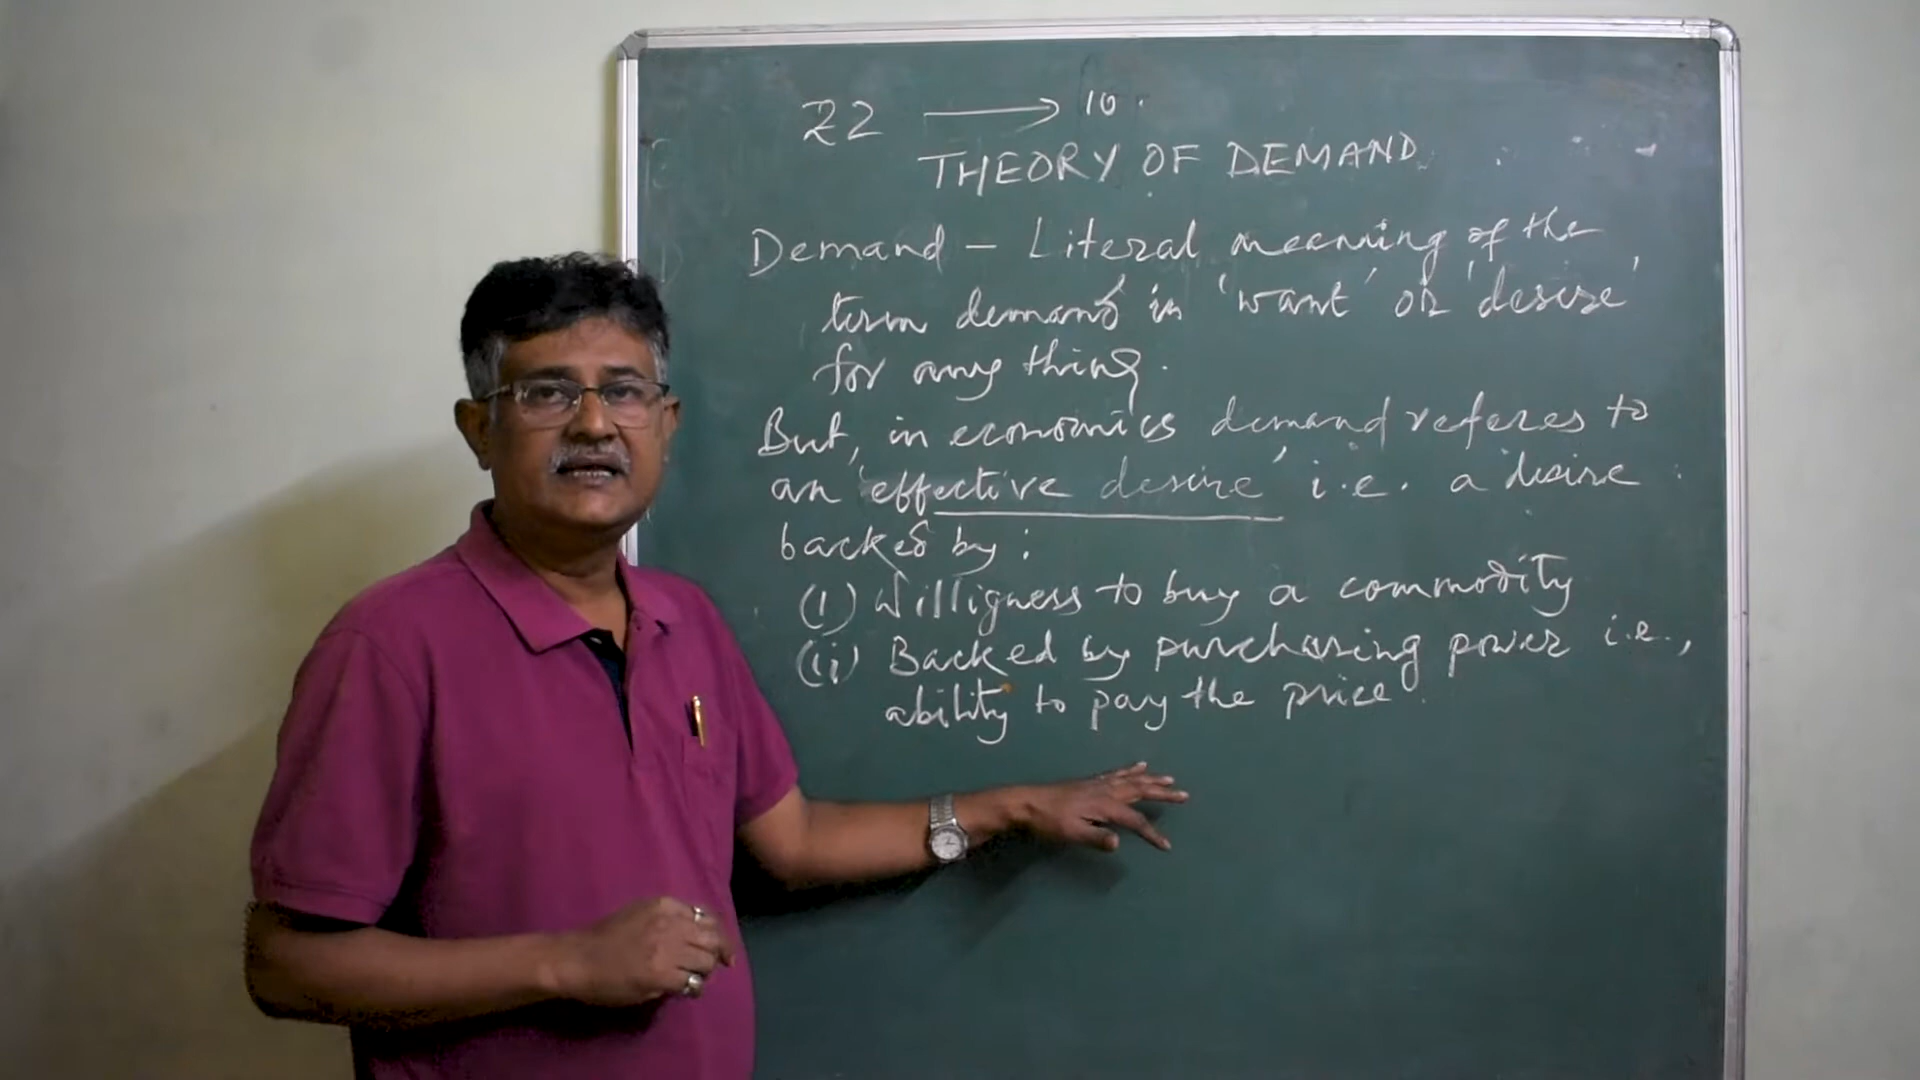 22 → 10.
THEORY OF DEMAND
Demand – Literal meaning of the
term demand is 'want' or 'desire'
for any thing.
But, in economics demand referes to
an 'effective desire' i.e. a desire
backed by :
(i) Willigness to buy a commodity
(ii) Backed by purchasing power i.e.,
ability to pay the price.